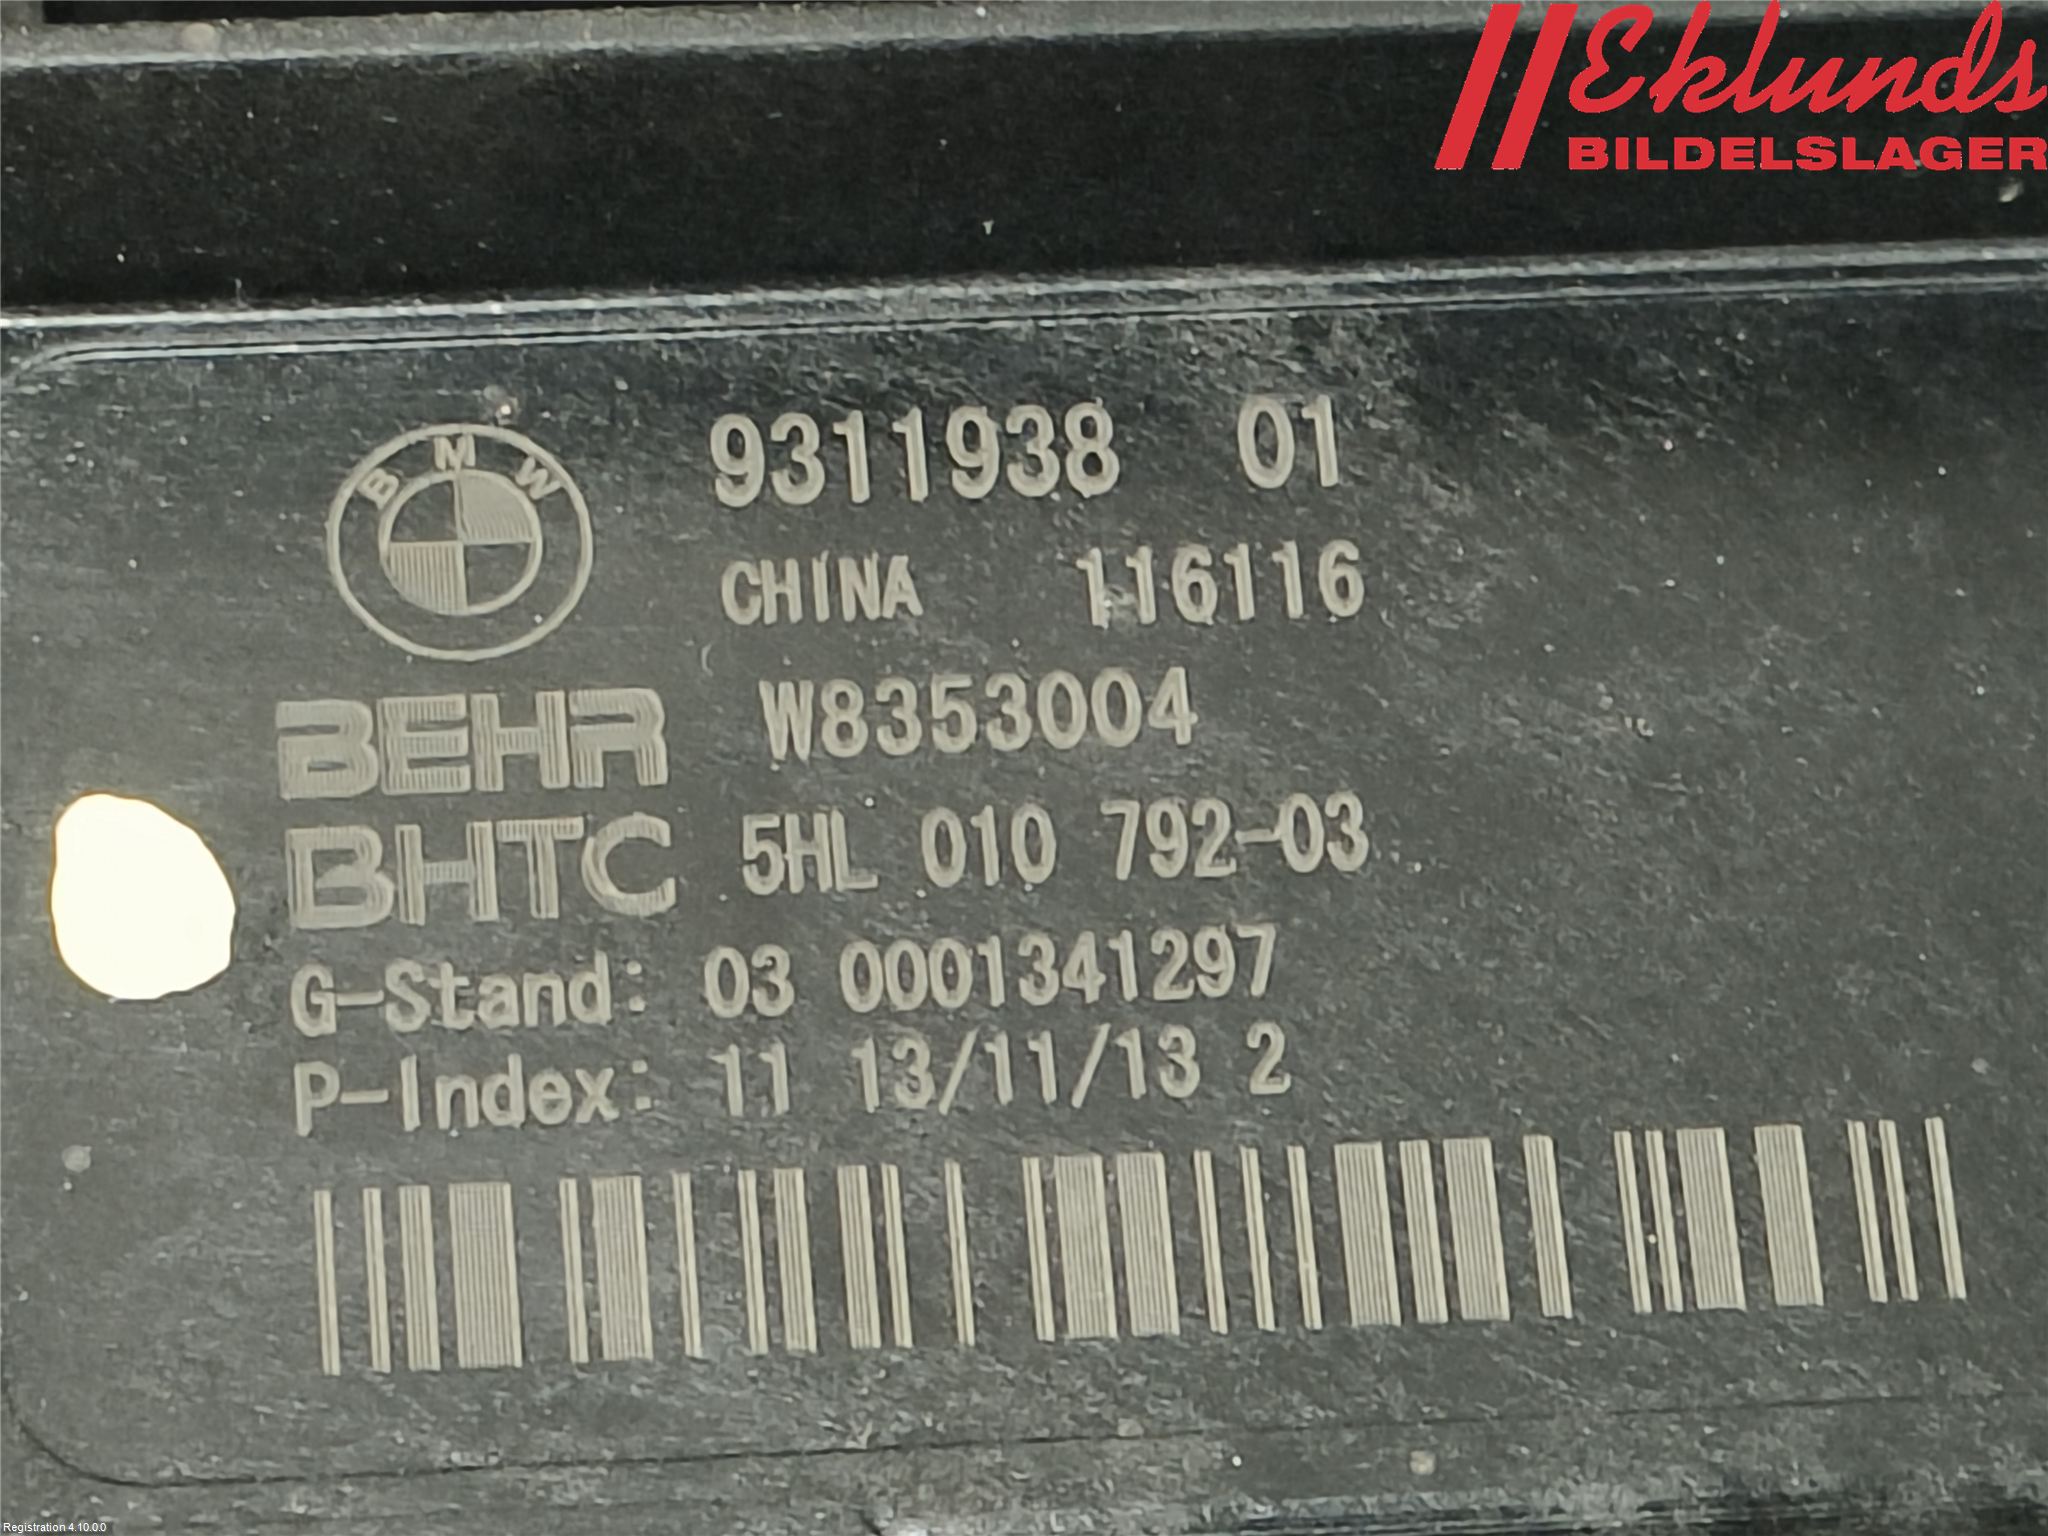 Eklunds
BILDELSLAGER
BMW
9311938 01
CHINA 116116
BEHR W8353004
BHTC 5HL 010 792-03
G-Stand: 03 0001341297
P-Index: 11 13/11/13 2
Registration 4.10.0.0